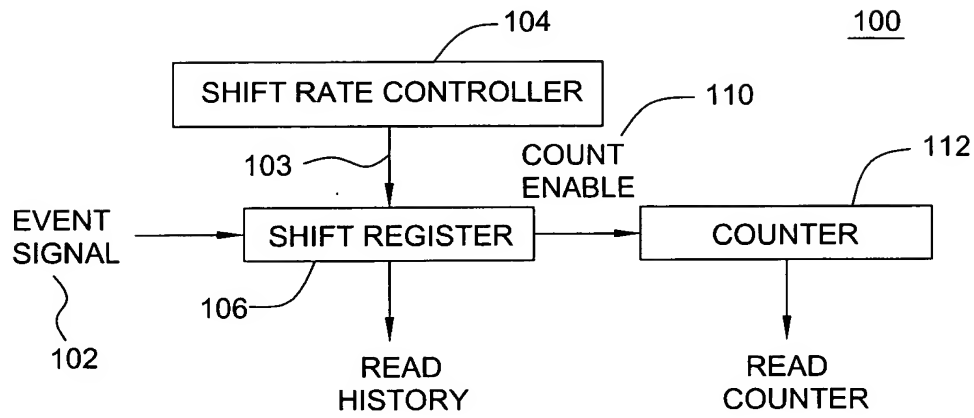 104
100
SHIFT RATE CONTROLLER
110
103
COUNT
ENABLE
112
EVENT
SIGNAL
SHIFT REGISTER
COUNTER
106
102
READ
HISTORY
READ
COUNTER